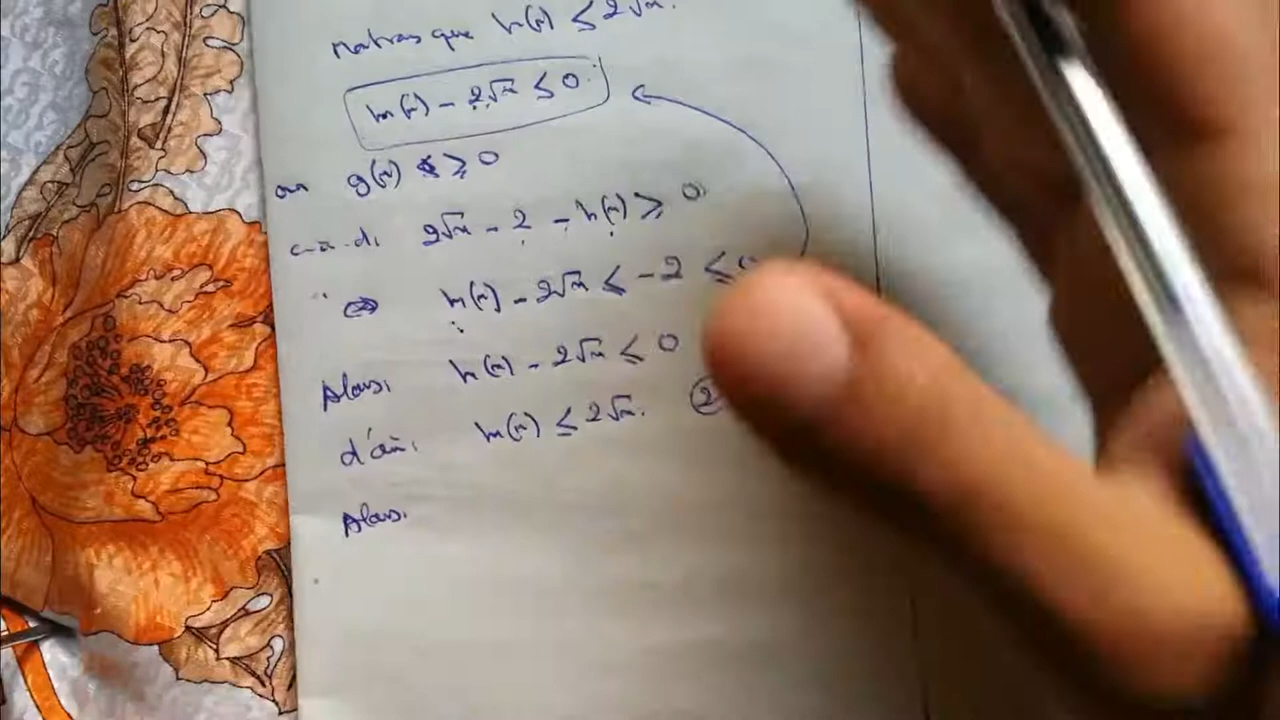 Montrons que ln(x) ≤ 2√x.
ln(x) - 2√x ≤ 0.
on g(x) ≥ 0
c-à-d: 2√x - 2 - ln(x) ≥ 0
⇔ ln(x) - 2√x ≤ -2 ≤ 0
Alors: ln(x) - 2√x ≤ 0
d'où: ln(x) ≤ 2√x. ②
Alors: